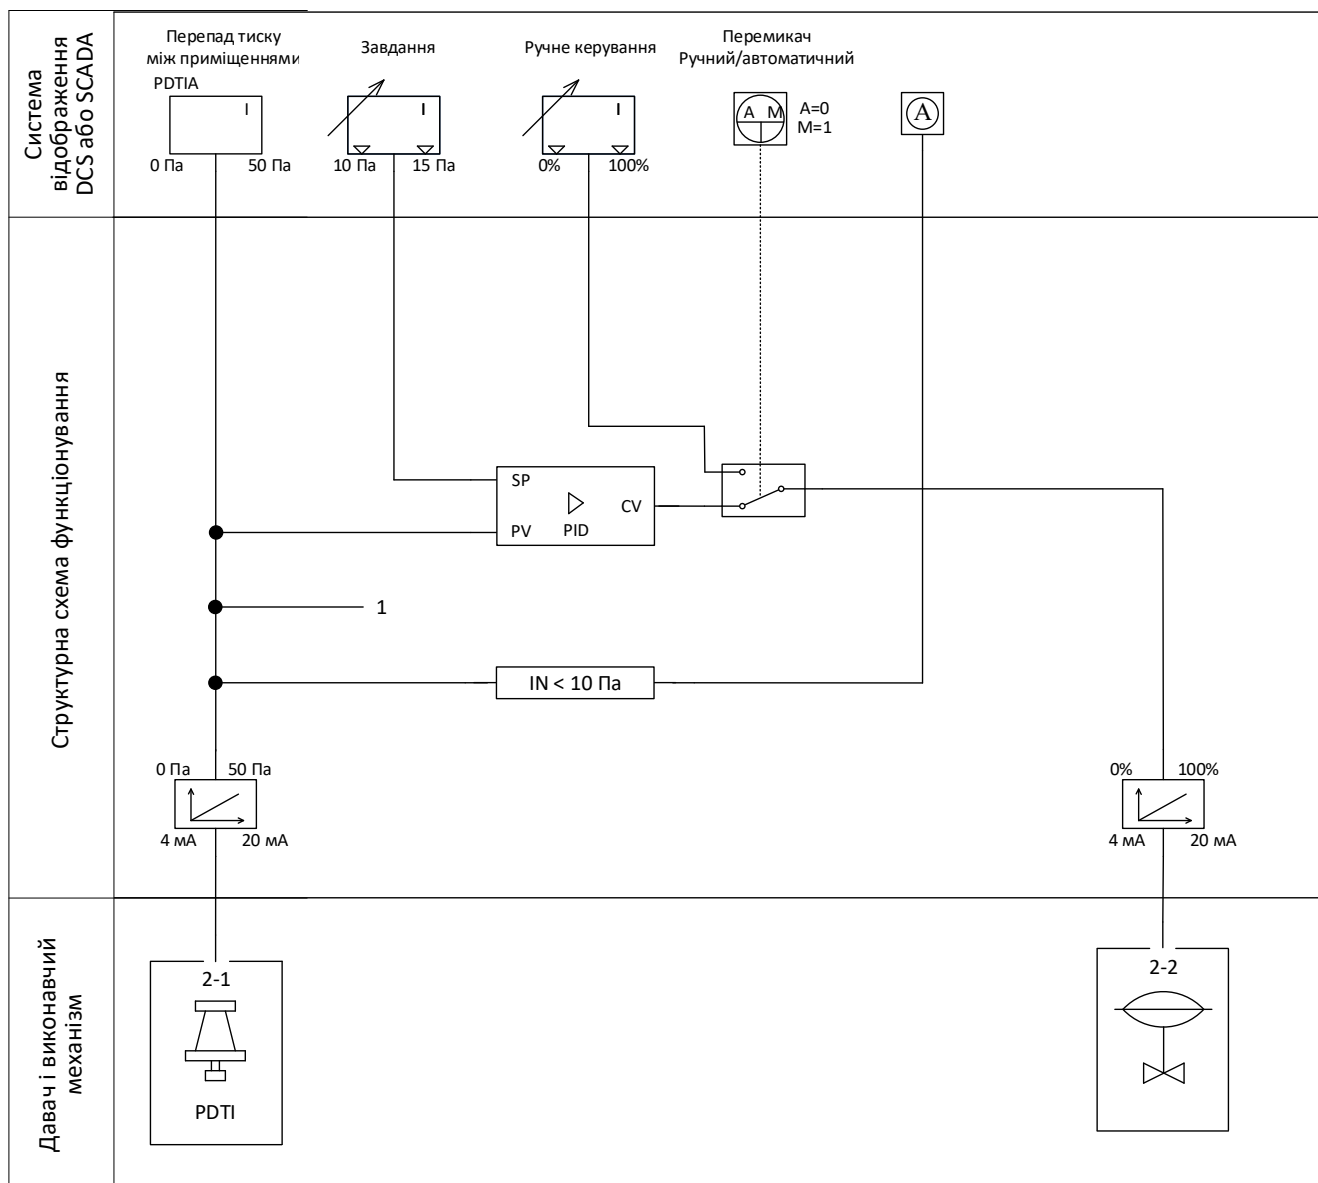 Система
відображення
DCS або SCADA
Перепад тиску
між приміщеннями
PDTIA
I
0 Па 50 Па
Завдання
I
10 Па 15 Па
Ручне керування
I
0% 100%
Перемикач
Ручний/автоматичний
A M
A=0
M=1
A
Структурна схема функціонування
SP
PV
CV
PID
1
IN < 10 Па
0 Па 50 Па
4 мА 20 мА
0% 100%
4 мА 20 мА
Давач і виконавчий
механізм
2-1
PDTI
2-2